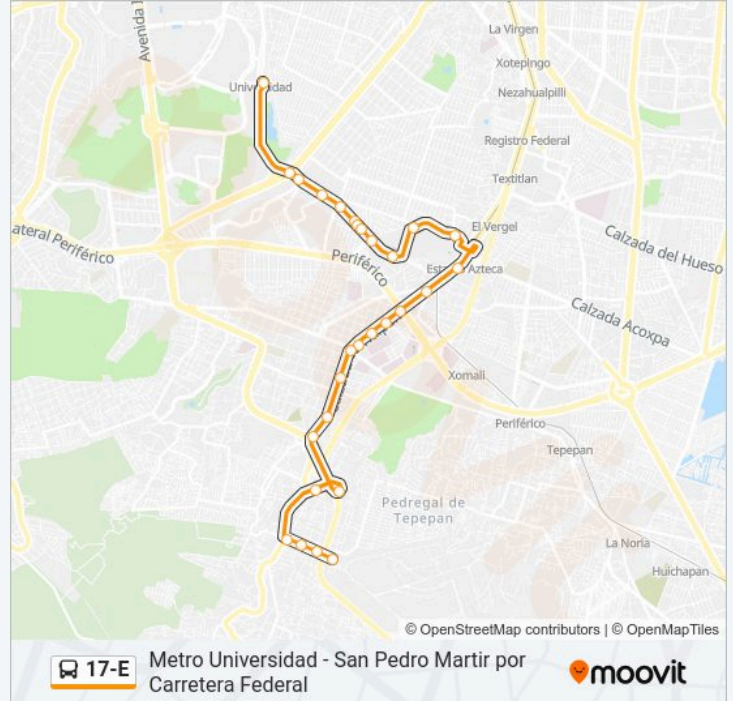 La Virgen
Avenida I
Xotepingo
Universidad
Nezahualpilli
Registro Federal
Textitlan
El Vergel
ateral Periférico
Calzada del Hueso
Periférico
Estadio Azteca
Calzada Acoxpa
Xomali
Periférico
Tepepan
Pedregal de
Tepepan
La Noria
Huichapan
© OpenStreetMap contributors | © OpenMapTiles
17-E
Metro Universidad - San Pedro Martir por
Carretera Federal
moovit